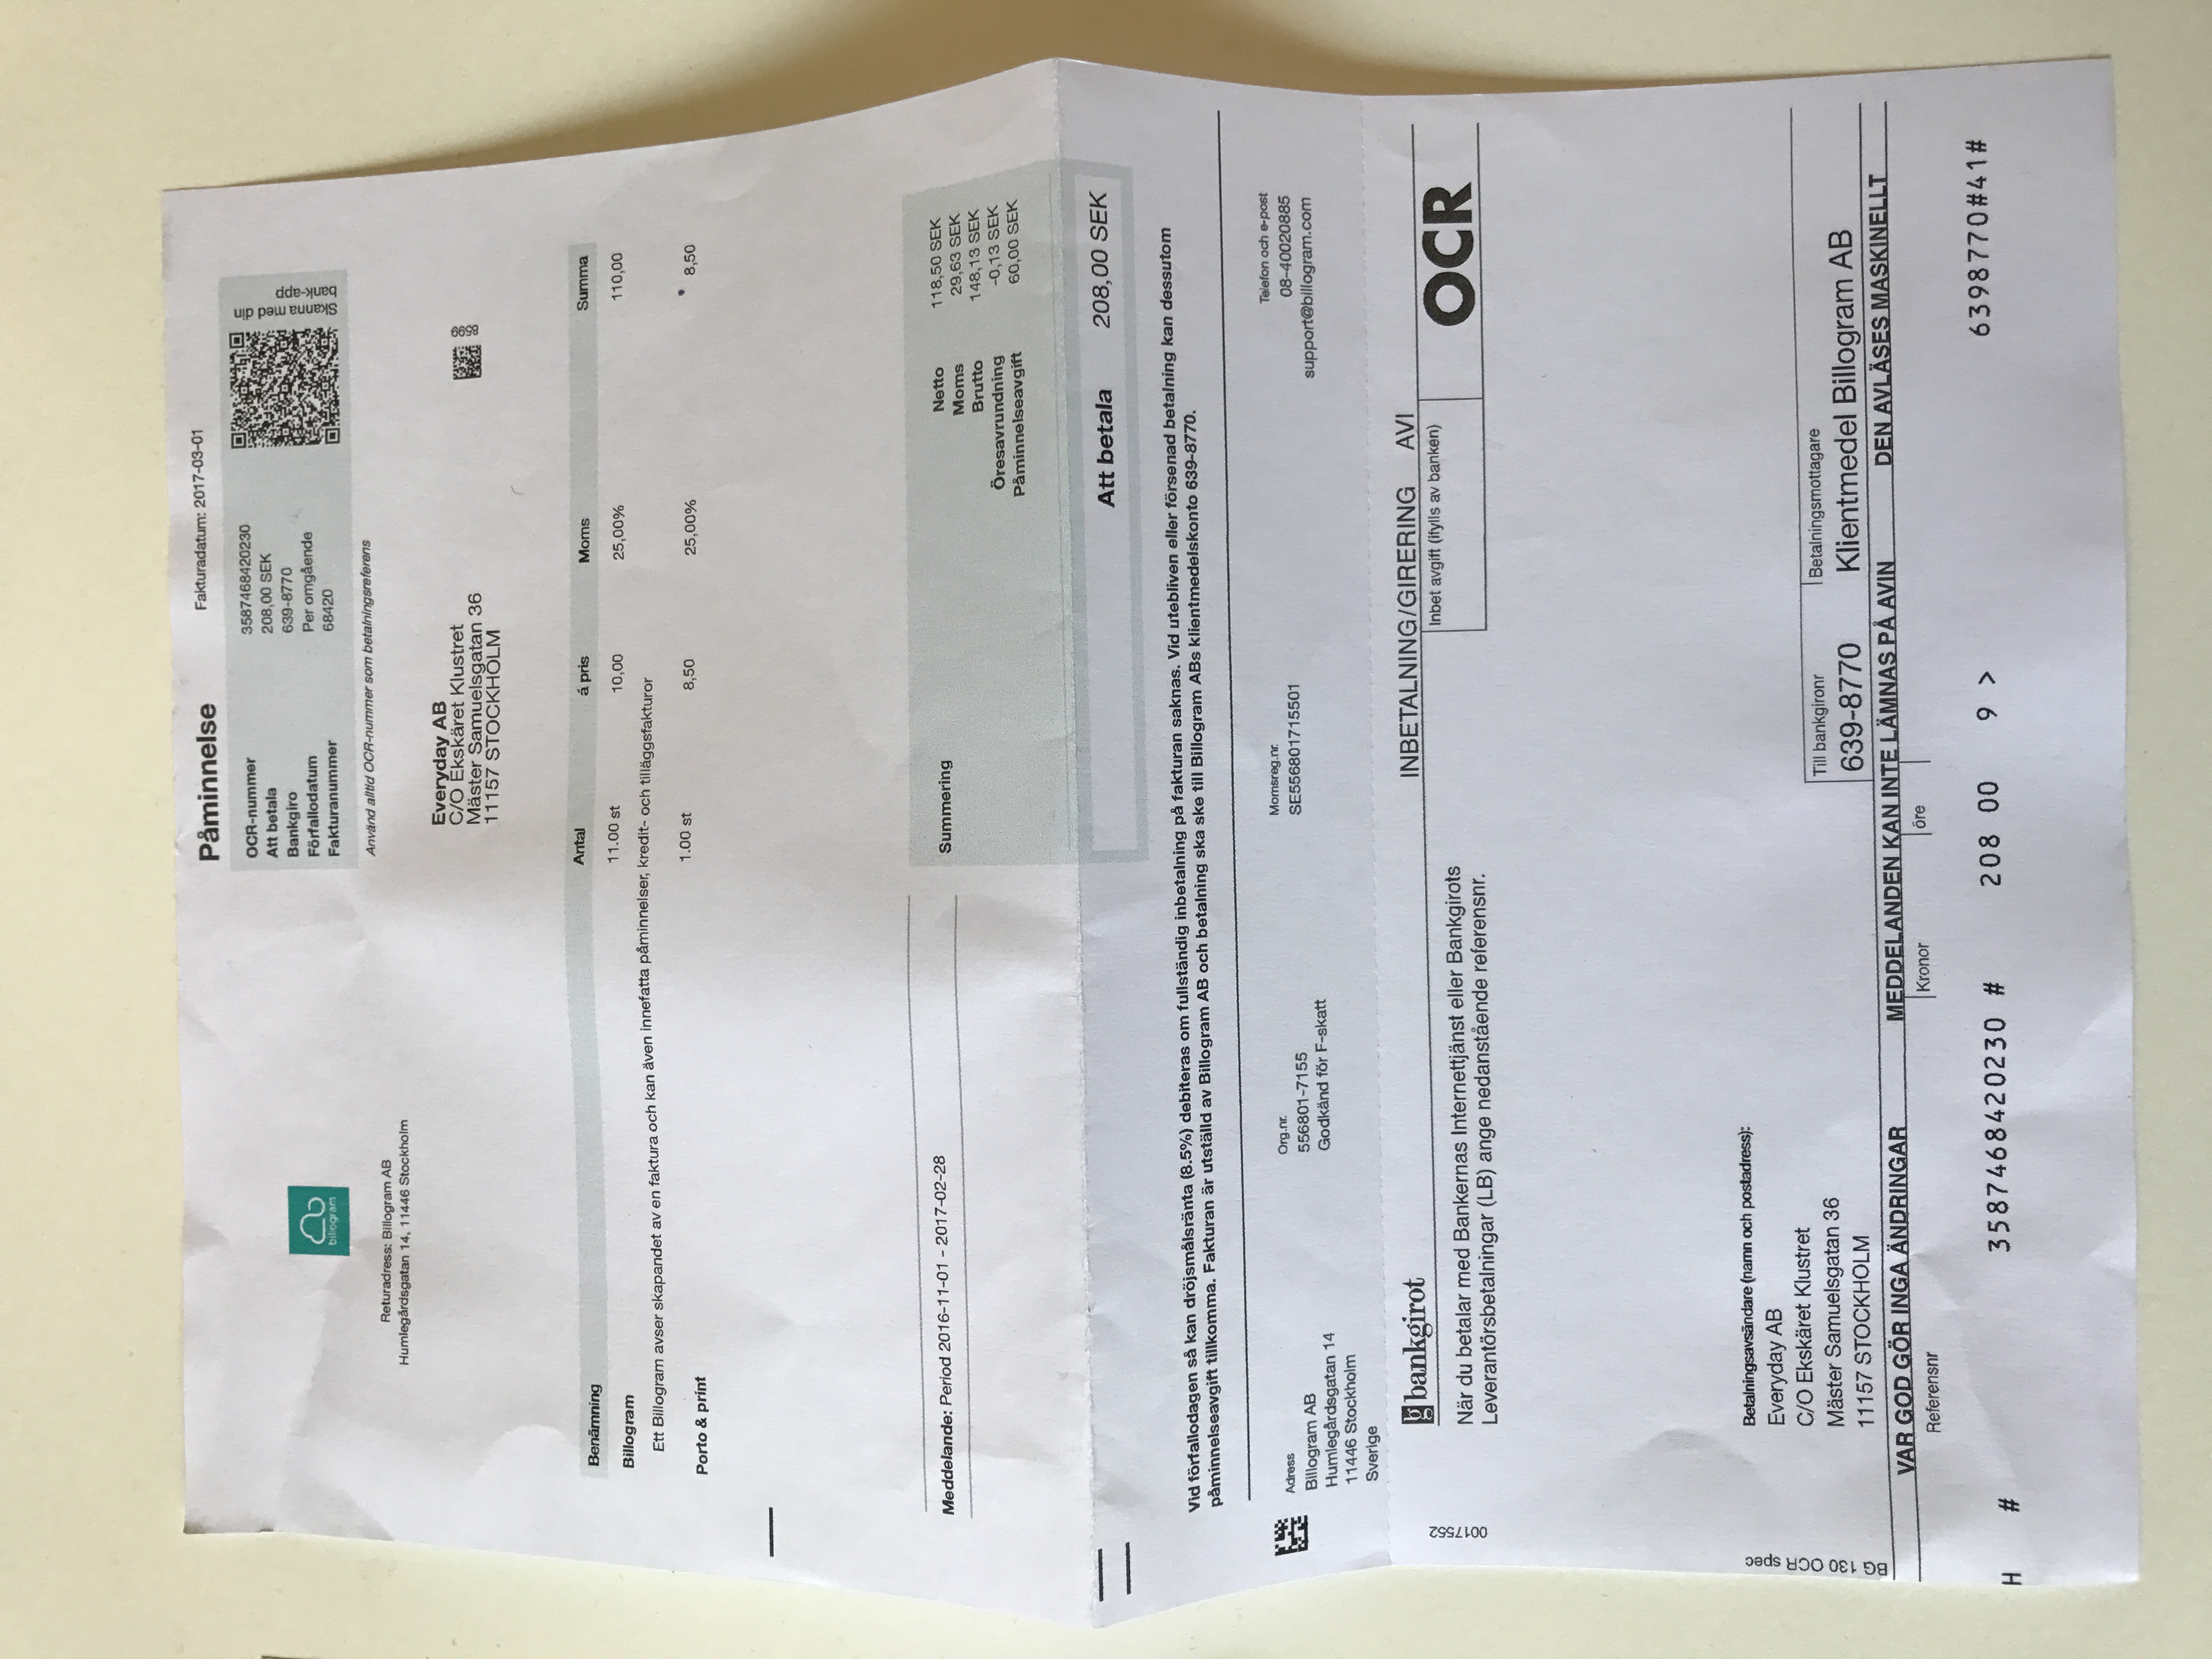 Påminnelse
Fakturadatum: 2017-03-01
OCR-nummer 3587468420230
Att betala 208,00 SEK
Bankgiro 639-8770
Förfallodatum Per omgående
Fakturanummer 68420
Skanna med din
bank-app
Använd alltid OCR-nummer som betalningsreferens
billogram
Returadress: Billogram AB
Humlegårdsgatan 14, 11446 Stockholm
Everyday AB
C/O Ekskäret Klustret
Mäster Samuelsgatan 36
11157 STOCKHOLM
8599
Benämning Antal á pris Moms Summa
Billogram 11.00 st 10,00 25,00% 110,00
Ett Billogram avser skapandet av en faktura och kan även innefatta påminnelser, kredit- och tilläggsfakturor
Porto & print 1.00 st 8,50 25,00% 8,50
Meddelande: Period 2016-11-01 - 2017-02-28
Summering
Netto 118,50 SEK
Moms 29,63 SEK
Brutto 148,13 SEK
Öresavrundning -0,13 SEK
Påminnelseavgift 60,00 SEK
Att betala 208,00 SEK
Vid förfallodagen så kan dröjsmålsränta (8.5%) debiteras om fullständig inbetalning på fakturan saknas. Vid utebliven eller försenad betalning kan dessutom
påminnelseavgift tillkomma. Fakturan är utställd av Billogram AB och betalning ska ske till Billogram ABs klientmedelskonto 639-8770.
Adress
Billogram AB
Humlegårdsgatan 14
11446 Stockholm
Sverige
Org.nr.
556801-7155
Godkänd för F-skatt
Momsreg.nr.
SE556801715501
Telefon och e-post
08-40020885
support@billogram.com
0017552
bankgirot
INBETALNING/GIRERING AVI
När du betalar med Bankernas Internettjänst eller Bankgirots
Leverantörsbetalningar (LB) ange nedanstående referensnr.
Inbet avgift (ifylls av banken)
OCR
BG 130 OCR spec
Betalningsavsändare (namn och postadress):
Everyday AB
C/O Ekskäret Klustret
Mäster Samuelsgatan 36
11157 STOCKHOLM
Till bankgironr
639-8770
Betalningsmottagare
Klientmedel Billogram AB
VAR GOD GÖR INGA ÄNDRINGAR MEDDELANDEN KAN INTE LÄMNAS PÅ AVIN DEN AVLÄSES MASKINELLT
Referensnr Kronor öre
H # 3587468420230 # 208 00 9 > 6398770#41#